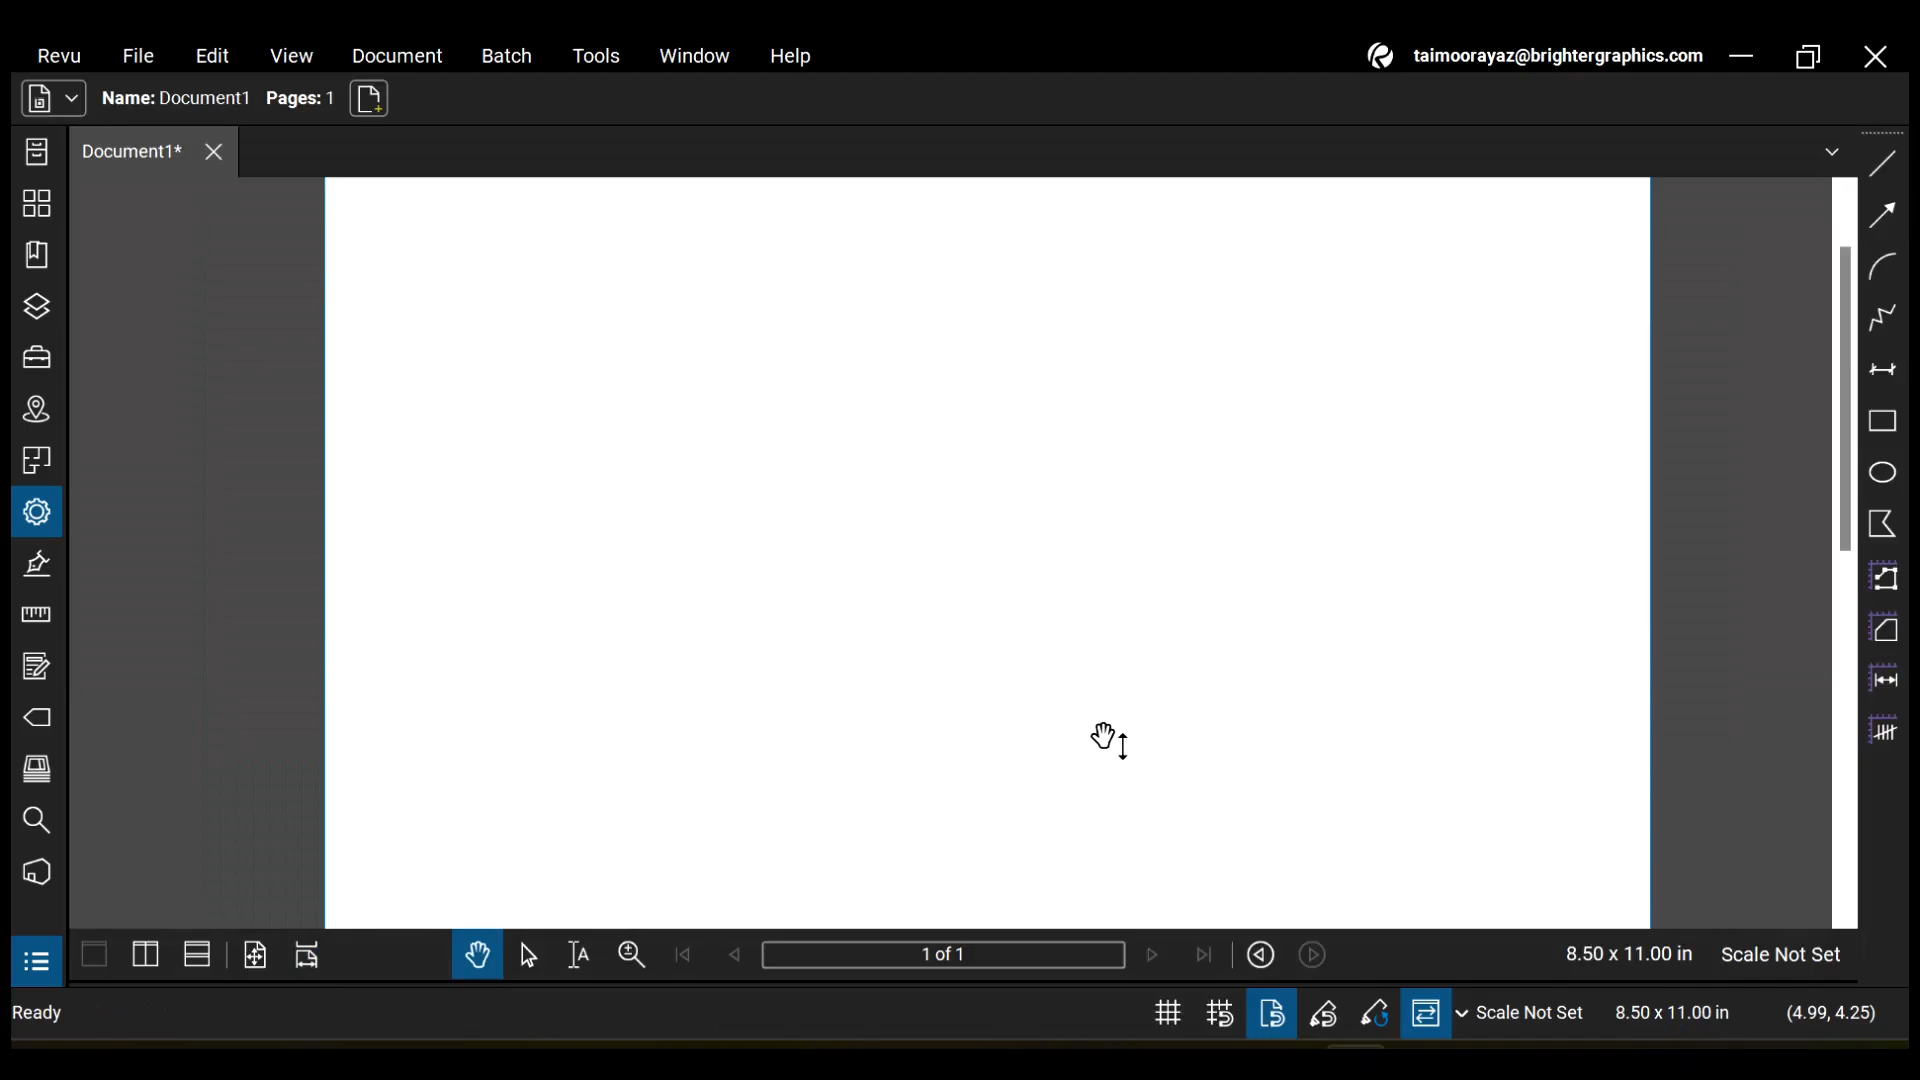 Revu File Edit View Document Batch Tools Window Help taimoorayaz@brightergraphics.com
Name: Document1 Pages: 1
Document1*
1 of 1 8.50 x 11.00 in Scale Not Set
Ready Scale Not Set 8.50 x 11.00 in (4.99, 4.25)